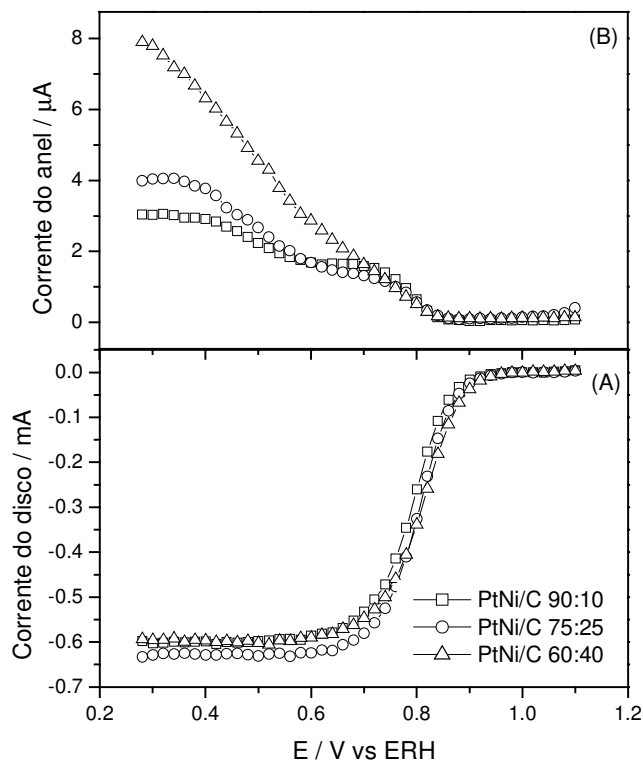 (B)
Corrente do anel / µA
8
6
4
2
0
(A)
Corrente do disco / mA
0.0
-0.1
-0.2
-0.3
-0.4
-0.5
-0.6
-0.7
PtNi/C 90:10
PtNi/C 75:25
PtNi/C 60:40
0.2 0.4 0.6 0.8 1.0 1.2
E / V vs ERH